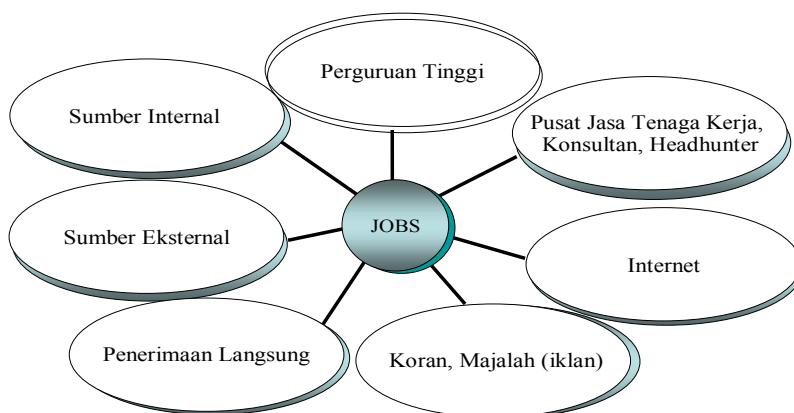 Perguruan Tinggi
Sumber Internal
Pusat Jasa Tenaga Kerja,
Konsultan, Headhunter
JOBS
Sumber Eksternal
Internet
Penerimaan Langsung
Koran, Majalah (iklan)